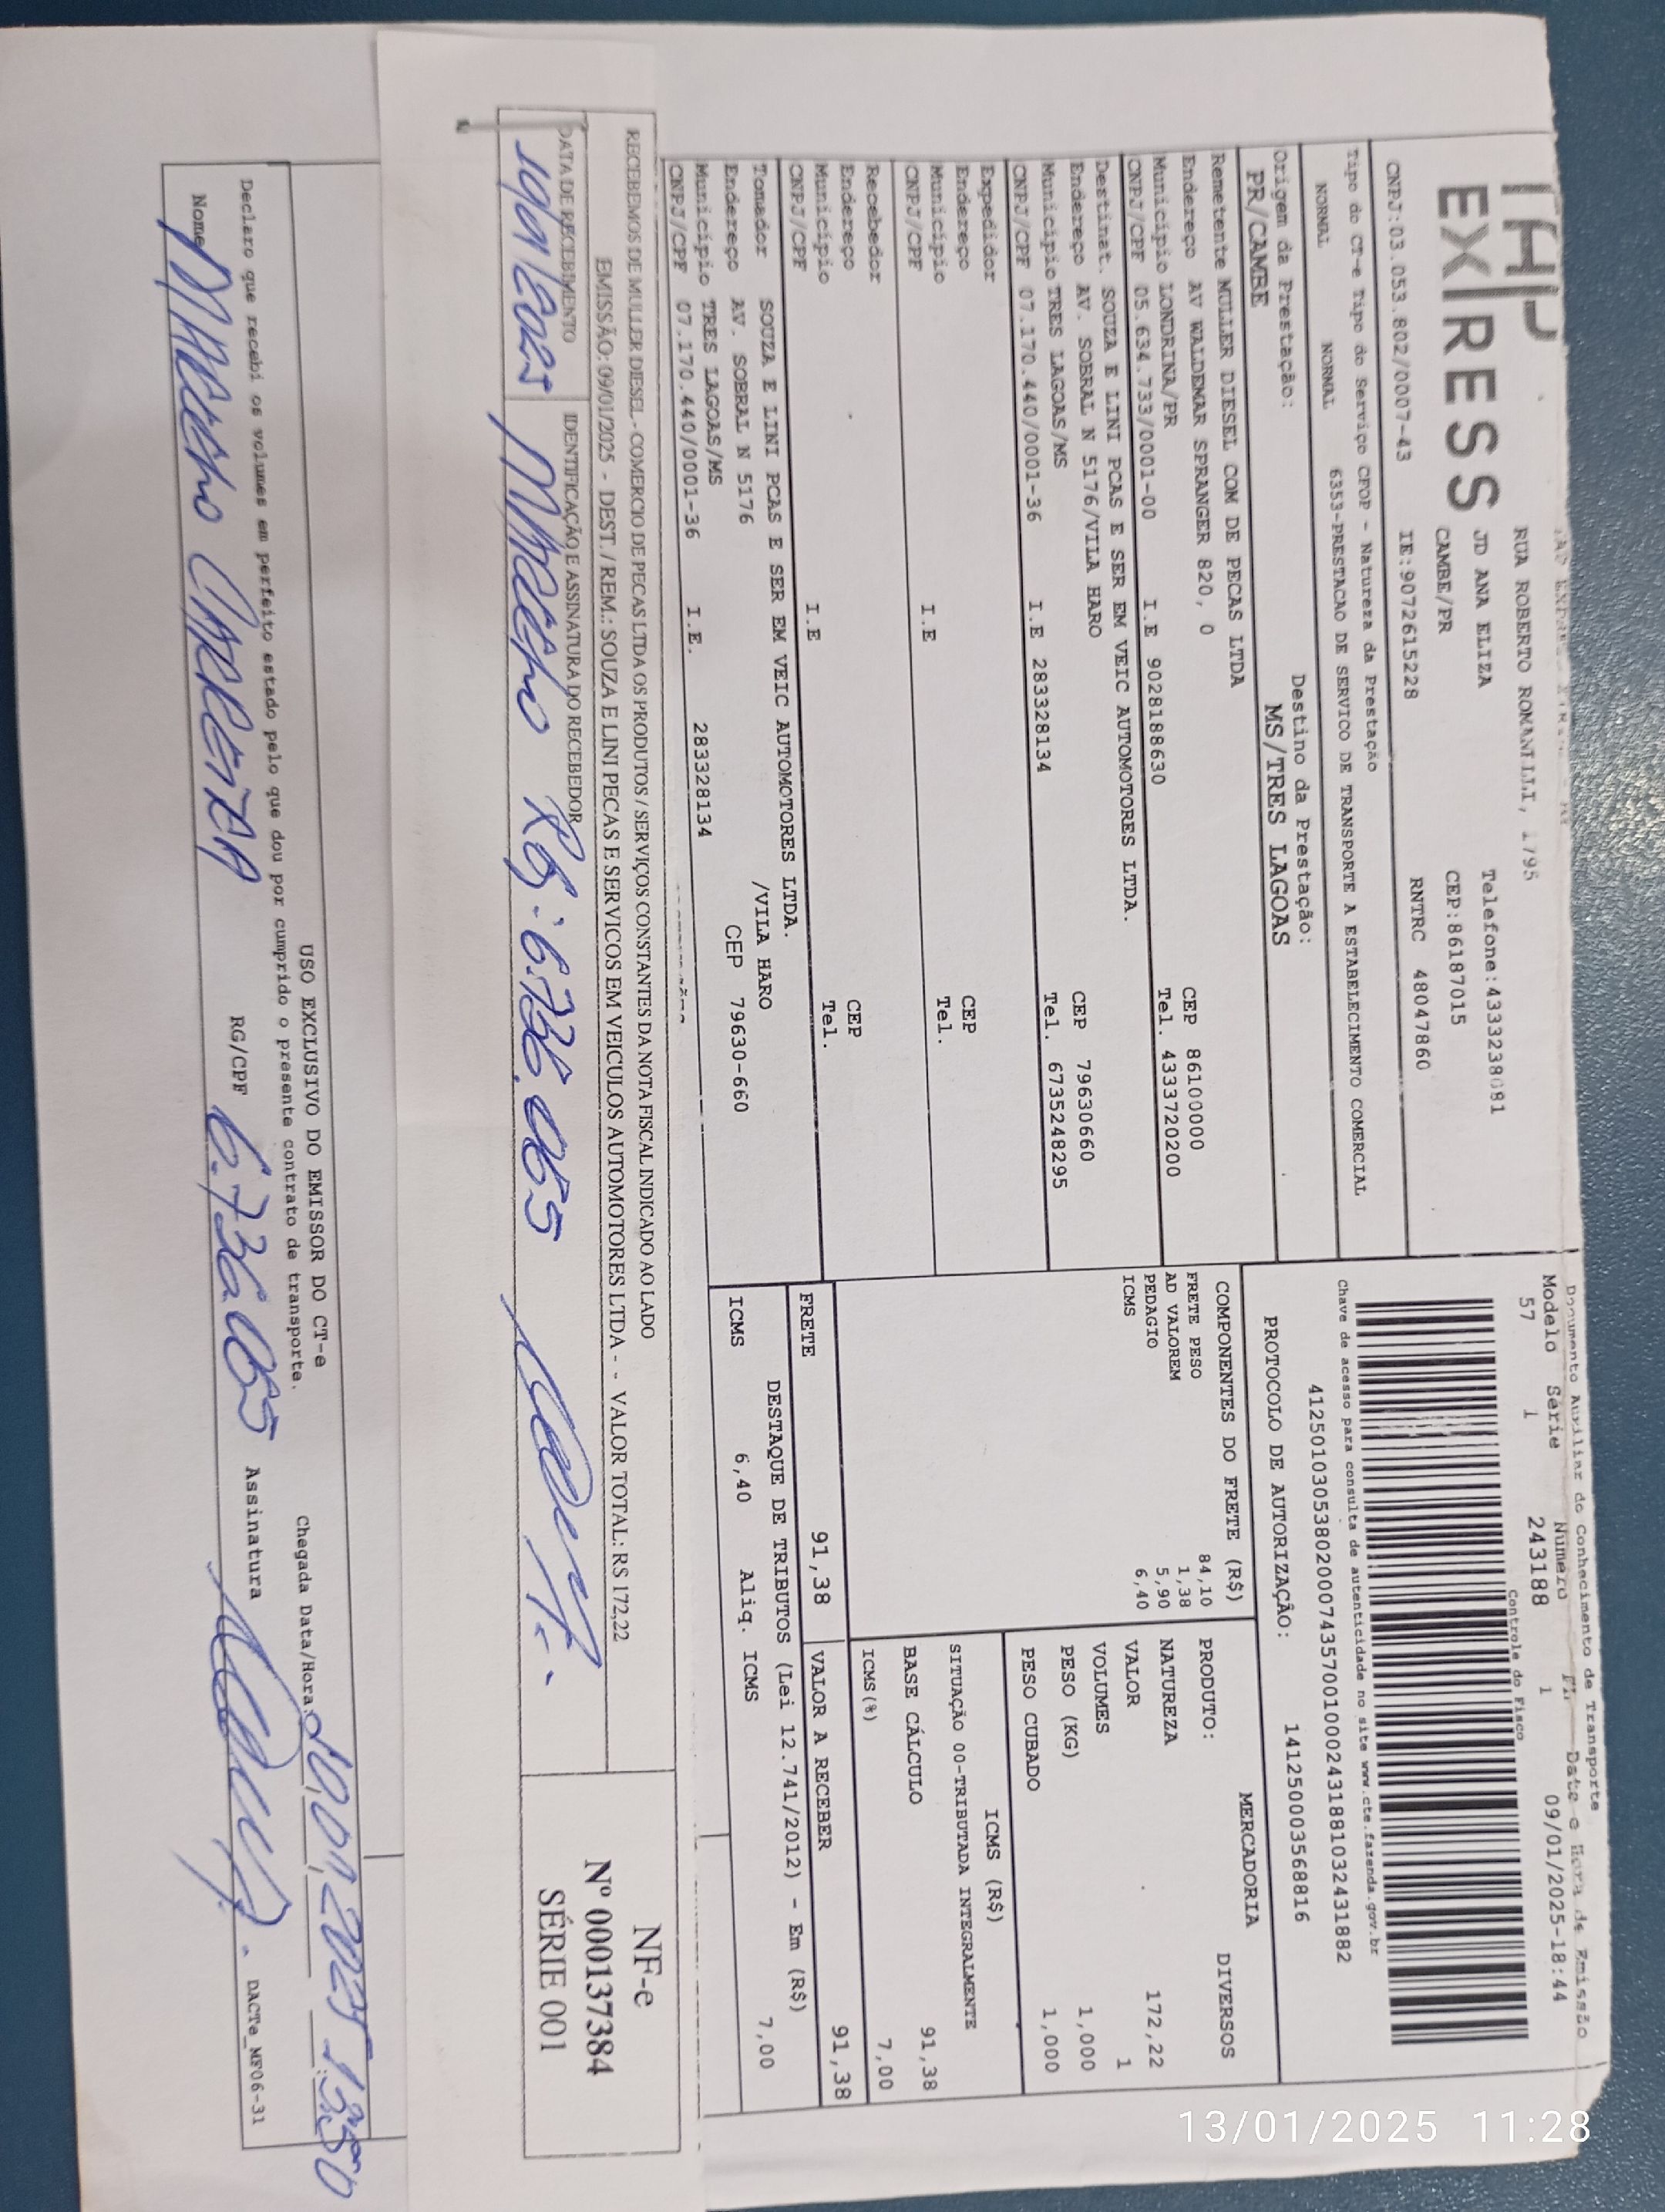 Documento Auxiliar do Conhecimento de Transporte
Modelo Série Número FL Data e Hora de Emissão
57 1 243188 1 09/01/2025-18:44
Controle do Fisco
EXPRESS
RUA ROBERTO ROMANILLI, 1795
JD ANA ELIZA Telefone:4333238081
CAMBE/PR CEP:86187015
CNPJ:03.053.802/0007-43 IE:9072615228 RNTRC 48047860
Tipo do CT-e Tipo do Serviço CFOP - Natureza da Prestação
NORMAL NORMAL 6353-PRESTACAO DE SERVICO DE TRANSPORTE A ESTABELECIMENTO COMERCIAL
Chave de acesso para consulta de autenticidade no site www.cte.fazenda.gov.br
41250103053802000743570010002431881032431882
Origem da Prestação: Destino da Prestação:
PR/CAMBE MS/TRES LAGOAS
PROTOCOLO DE AUTORIZAÇÃO: 141250003568816
Remetente MULLER DIESEL COM DE PECAS LTDA
Endereço AV WALDEMAR SPRANGER 820, 0 CEP 86100000
Município LONDRINA/PR Tel. 4333720200
CNPJ/CPF 05.634.733/0001-00 I.E 9028188630
Destinat. SOUZA E LINI PCAS E SER EM VEIC AUTOMOTORES LTDA.
Endereço AV. SOBRAL N 5176/VILA HARO CEP 79630660
Município TRES LAGOAS/MS Tel. 6735248295
CNPJ/CPF 07.170.440/0001-36 I.E 283328134
Expedidor
Endereço CEP
Município Tel.
CNPJ/CPF I.E
Recebedor
Endereço CEP
Município Tel.
CNPJ/CPF I.E
Tomador SOUZA E LINI PCAS E SER EM VEIC AUTOMOTORES LTDA.
Endereço AV. SOBRAL N 5176 /VILA HARO
Município TRES LAGOAS/MS CEP 79630-660
CNPJ/CPF 07.170.440/0001-36 I.E. 283328134
COMPONENTES DO FRETE (R$)
FRETE PESO 84,10
AD VALOREM 1,38
PEDAGIO 5,90
ICMS 6,40
MERCADORIA
PRODUTO: DIVERSOS
NATUREZA
VALOR 172,22
VOLUMES 1
PESO (KG) 1,000
PESO CUBADO 1,000
ICMS (R$)
SITUAÇÃO 00-TRIBUTADA INTEGRALMENTE
BASE CÁLCULO 91,38
ICMS(%) 7,00
FRETE 91,38 VALOR A RECEBER 91,38
DESTAQUE DE TRIBUTOS (Lei 12.741/2012) - Em (R$)
ICMS 6,40 Aliq. ICMS 7,00
RECEBEMOS DE MULLER DIESEL - COMERCIO DE PECAS LTDA OS PRODUTOS / SERVIÇOS CONSTANTES DA NOTA FISCAL INDICADO AO LADO
EMISSÃO: 09/01/2025 - DEST. / REM.: SOUZA E LINI PECAS E SERVICOS EM VEICULOS AUTOMOTORES LTDA - - VALOR TOTAL: R$ 172,22
DATA DE RECEBIMENTO IDENTIFICAÇÃO E ASSINATURA DO RECEBEDOR
RG: 6.736.065
NF-e
Nº 000137384
SÉRIE 001
USO EXCLUSIVO DO EMISSOR DO CT-e
Declaro que recebi os volumes em perfeito estado pelo que dou por cumprido o presente contrato de transporte.
Chegada Data/Hora
Nome RG/CPF 6.736.065 Assinatura
DACTe_MF06-31
13/01/2025 11:28